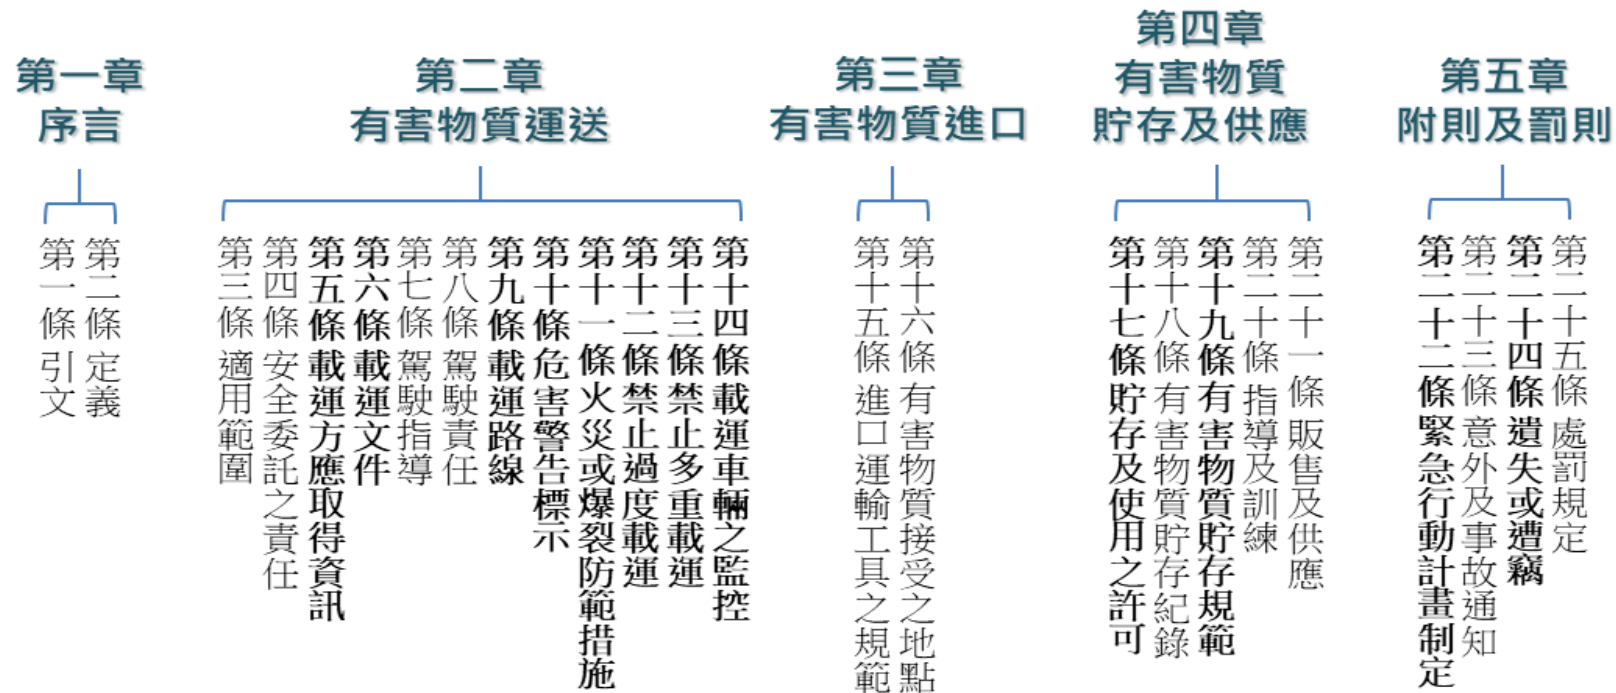 第一章
序言
第一條 引文
第二條 定義
第二章
有害物質運送
第三條 適用範圍
第四條 安全委託之責任
第五條 載運方應取得資訊
第六條 載運文件
第七條 駕駛指導
第八條 駕駛責任
第九條 載運路線
第十條 危害警告標示
第十一條 火災或爆裂防範措施
第十二條 禁止過度載運
第十三條 禁止多重載運
第十四條 載運車輛之監控
第三章
有害物質進口
第十五條 進口運輸工具之規範
第十六條 有害物質接受之地點
第四章
有害物質
貯存及供應
第十七條 貯存及使用之許可
第十八條 有害物質貯存紀錄
第十九條 有害物質貯存規範
第二十條 指導及訓練
第二十一條 販售及供應
第五章
附則及罰則
第二十二條 緊急行動計畫制定
第二十三條 意外及事故通知
第二十四條 遺失或遭竊
第二十五條 處罰規定